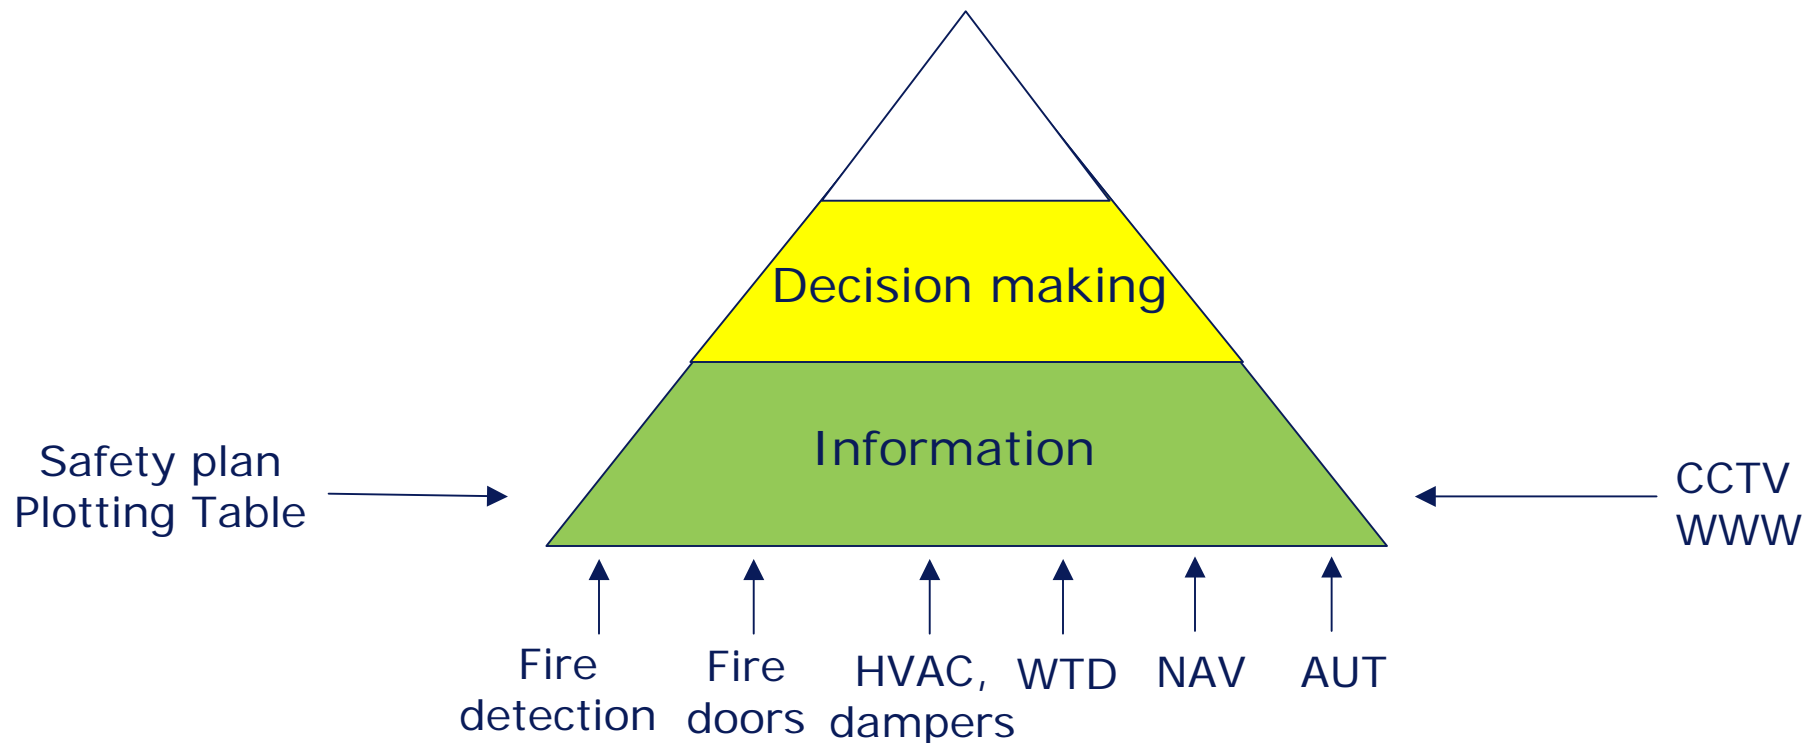 Decision making
Information
Safety plan
Plotting Table
CCTV
WWW
Fire
detection
Fire
doors
HVAC,
dampers
WTD
NAV
AUT